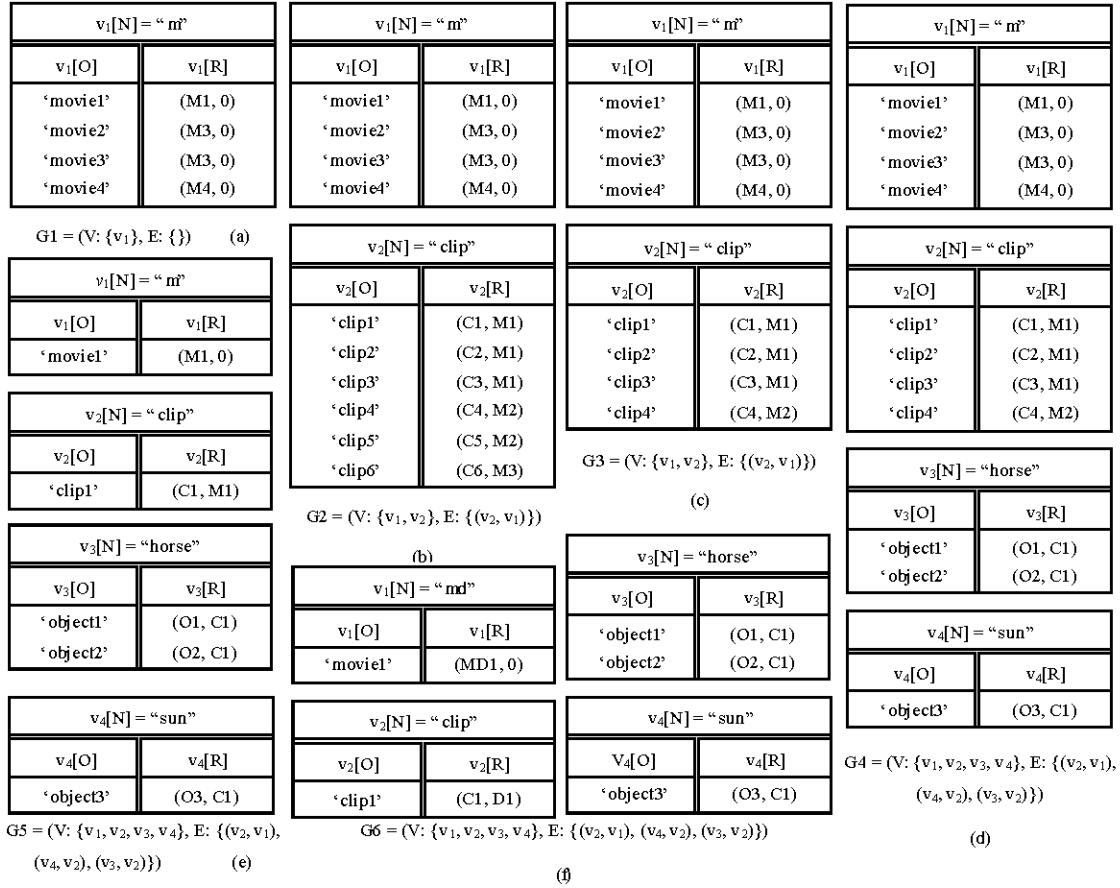 v₁[N] = “ m”
v₁[O] v₁[R]
‘movie1’ (M1, 0)
‘movie2’ (M3, 0)
‘movie3’ (M3, 0)
‘movie4’ (M4, 0)
G1 = (V: {v₁}, E: {}) (a)
v₁[N] = “ m”
v₁[O] v₁[R]
‘movie1’ (M1, 0)
v₂[N] = “clip”
v₂[O] v₂[R]
‘clip1’ (C1, M1)
v₃[N] = “horse”
v₃[O] v₃[R]
‘object1’ (O1, C1)
‘object2’ (O2, C1)
v₄[N] = “sun”
v₄[O] v₄[R]
‘object3’ (O3, C1)
G5 = (V: {v₁, v₂, v₃, v₄}, E: {(v₂, v₁),
(v₄, v₂), (v₃, v₂)}) (e)
v₁[N] = “ m”
v₁[O] v₁[R]
‘movie1’ (M1, 0)
‘movie2’ (M3, 0)
‘movie3’ (M3, 0)
‘movie4’ (M4, 0)
v₂[N] = “clip”
v₂[O] v₂[R]
‘clip1’ (C1, M1)
‘clip2’ (C2, M1)
‘clip3’ (C3, M1)
‘clip4’ (C4, M2)
‘clip5’ (C5, M2)
‘clip6’ (C6, M3)
G2 = (V: {v₁, v₂}, E: {(v₂, v₁)})
(b)
v₁[N] = “md”
v₁[O] v₁[R]
‘movie1’ (MD1, 0)
v₂[N] = “clip”
v₂[O] v₂[R]
‘clip1’ (C1, D1)
v₁[N] = “ m”
v₁[O] v₁[R]
‘movie1’ (M1, 0)
‘movie2’ (M3, 0)
‘movie3’ (M3, 0)
‘movie4’ (M4, 0)
v₂[N] = “clip”
v₂[O] v₂[R]
‘clip1’ (C1, M1)
‘clip2’ (C2, M1)
‘clip3’ (C3, M1)
‘clip4’ (C4, M2)
G3 = (V: {v₁, v₂}, E: {(v₂, v₁)})
(c)
v₃[N] = “horse”
v₃[O] v₃[R]
‘object1’ (O1, C1)
‘object2’ (O2, C1)
v₄[N] = “sun”
V₄[O] v₄[R]
‘object3’ (O3, C1)
G6 = (V: {v₁, v₂, v₃, v₄}, E: {(v₂, v₁), (v₄, v₂), (v₃, v₂)})
(f)
v₁[N] = “ m”
v₁[O] v₁[R]
‘movie1’ (M1, 0)
‘movie2’ (M3, 0)
‘movie3’ (M3, 0)
‘movie4’ (M4, 0)
v₂[N] = “clip”
v₂[O] v₂[R]
‘clip1’ (C1, M1)
‘clip2’ (C2, M1)
‘clip3’ (C3, M1)
‘clip4’ (C4, M2)
v₃[N] = “horse”
v₃[O] v₃[R]
‘object1’ (O1, C1)
‘object2’ (O2, C1)
v₄[N] = “sun”
v₄[O] v₄[R]
‘object3’ (O3, C1)
G4 = (V: {v₁, v₂, v₃, v₄}, E: {(v₂, v₁),
(v₄, v₂), (v₃, v₂)})
(d)